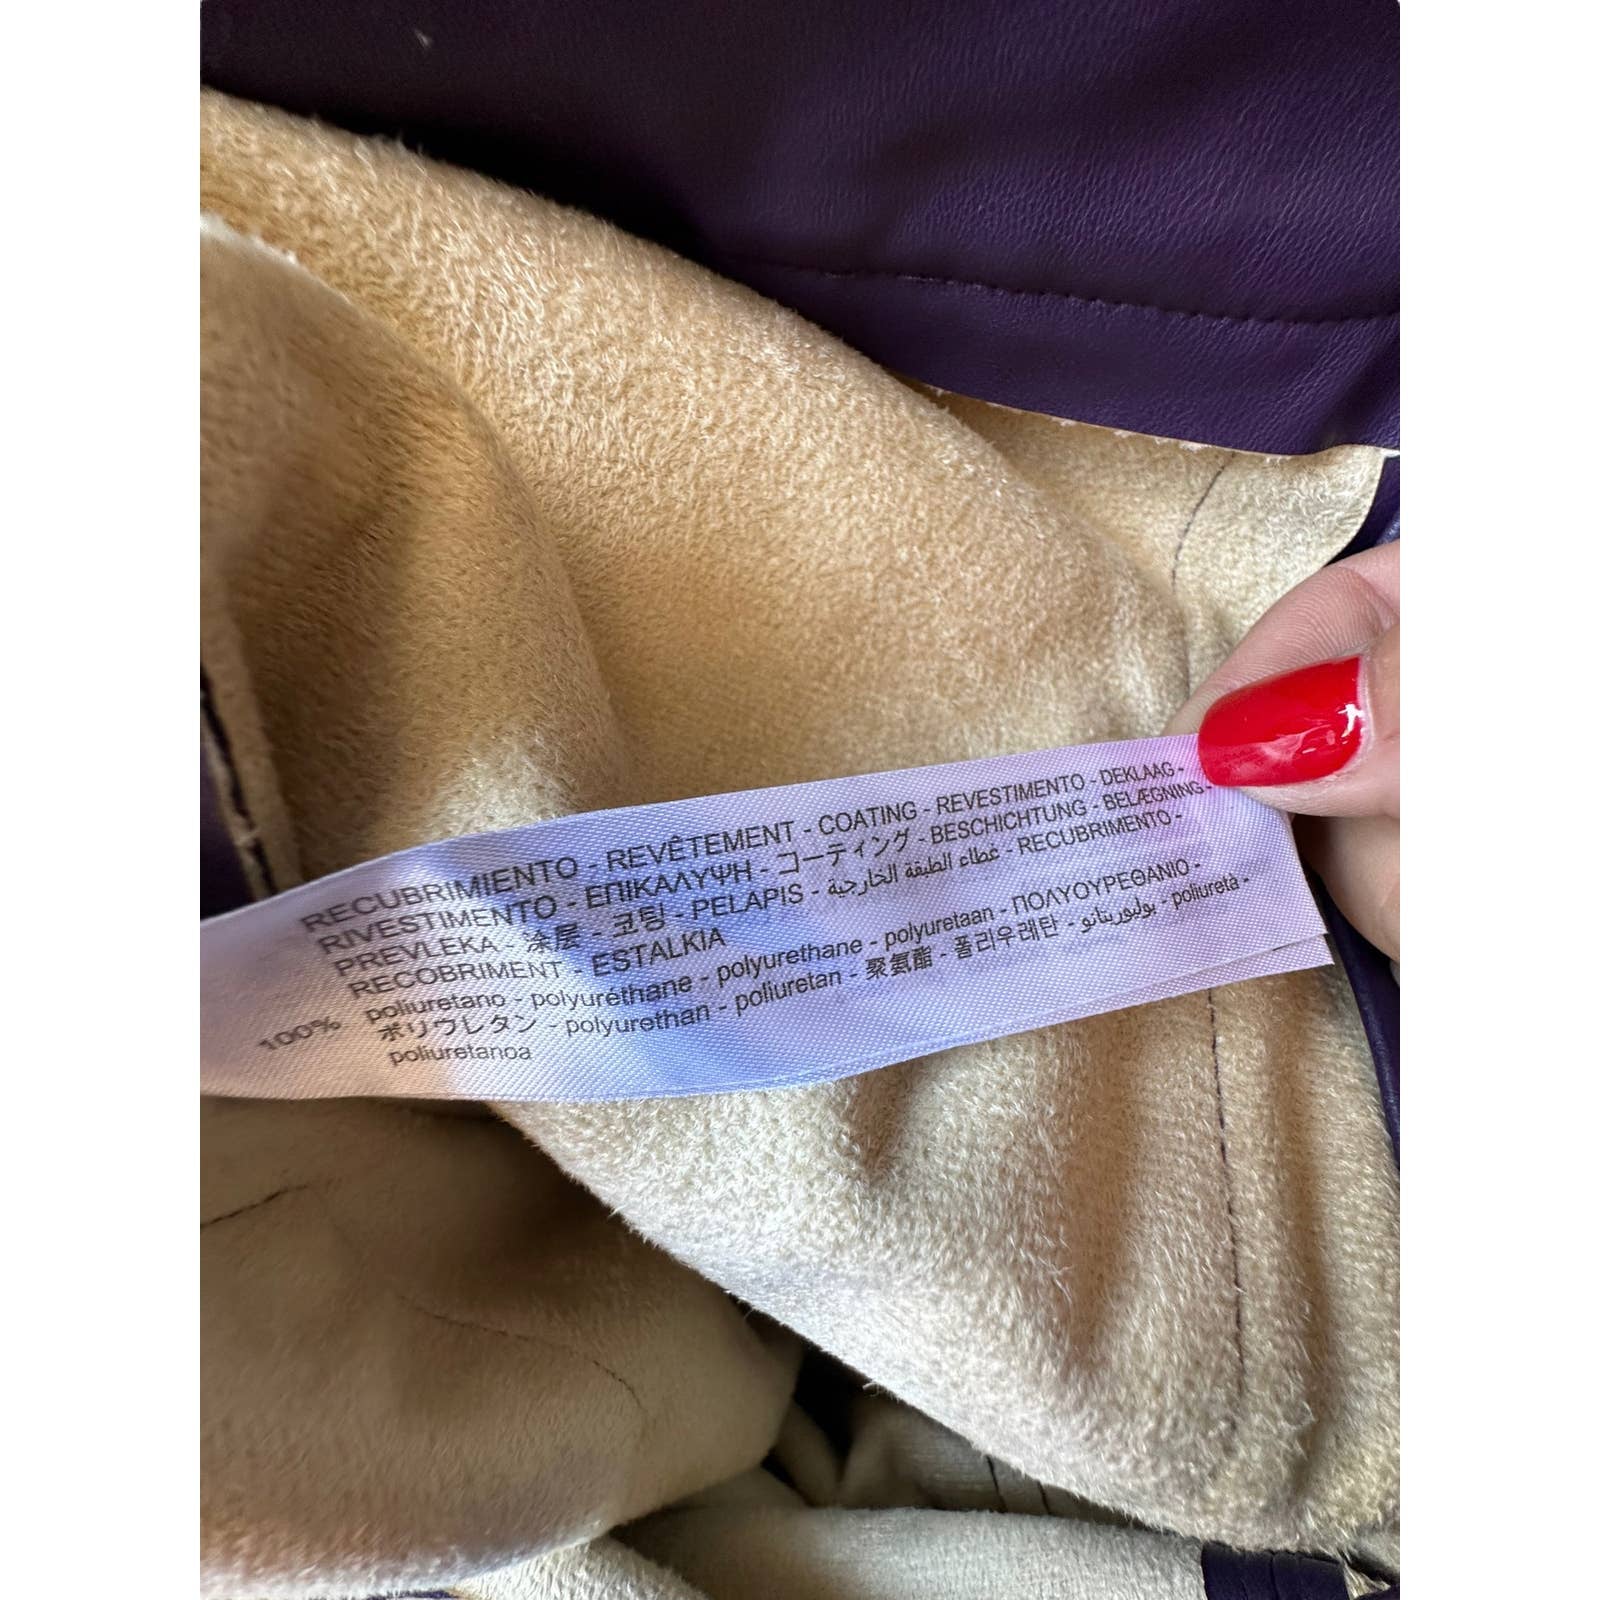 RECUBRIMIENTO - REVÊTEMENT - COATING - REVESTIMENTO - DEKLAAG -
RIVESTIMENTO - ΕΠΙΚΑΛΥΨΗ - コーティング - BESCHICHTUNG - BELÆGNING -
PREVLEKA - 涂层 - 코팅 - PELAPIS - غطاء الطبقة الخارجية - RECUBRIMENTO -
RECOBRIMENT - ESTALKIA
100% poliuretano - polyuréthane - polyurethane - polyuretaan - ΠΟΛΥΟΥΡΕΘΑΝΙΟ -
ポリウレタン - polyurethan - poliuretan - 聚氨酯 - 폴리우레탄 - بوليوريتانو - poliuretà -
poliuretanoa